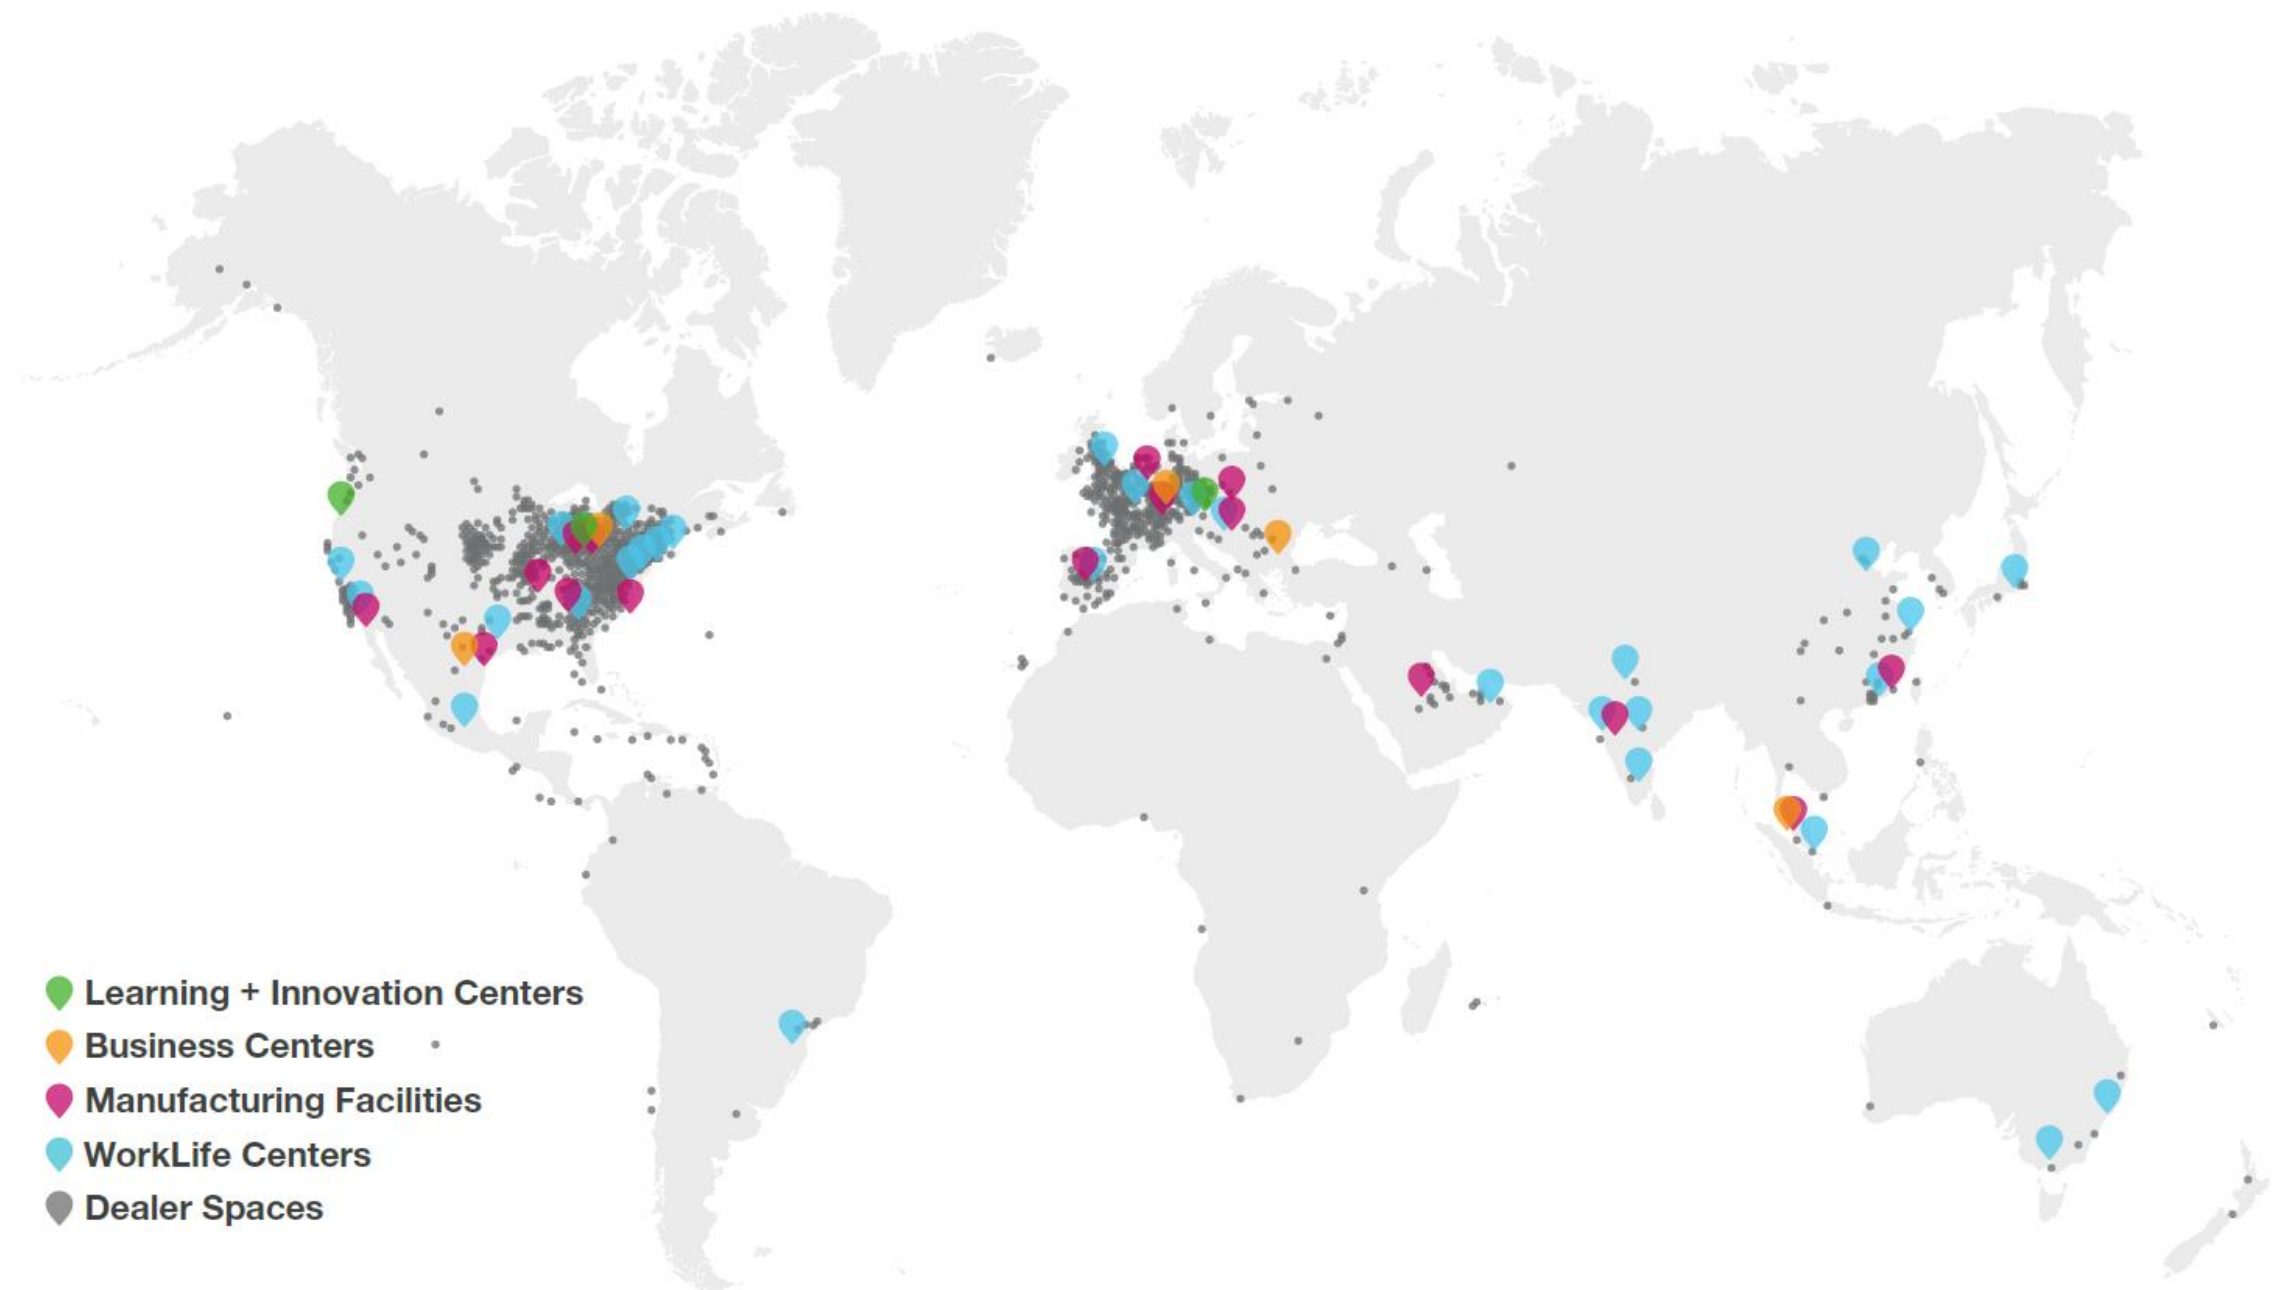 Learning + Innovation Centers
Business Centers
Manufacturing Facilities
WorkLife Centers
Dealer Spaces